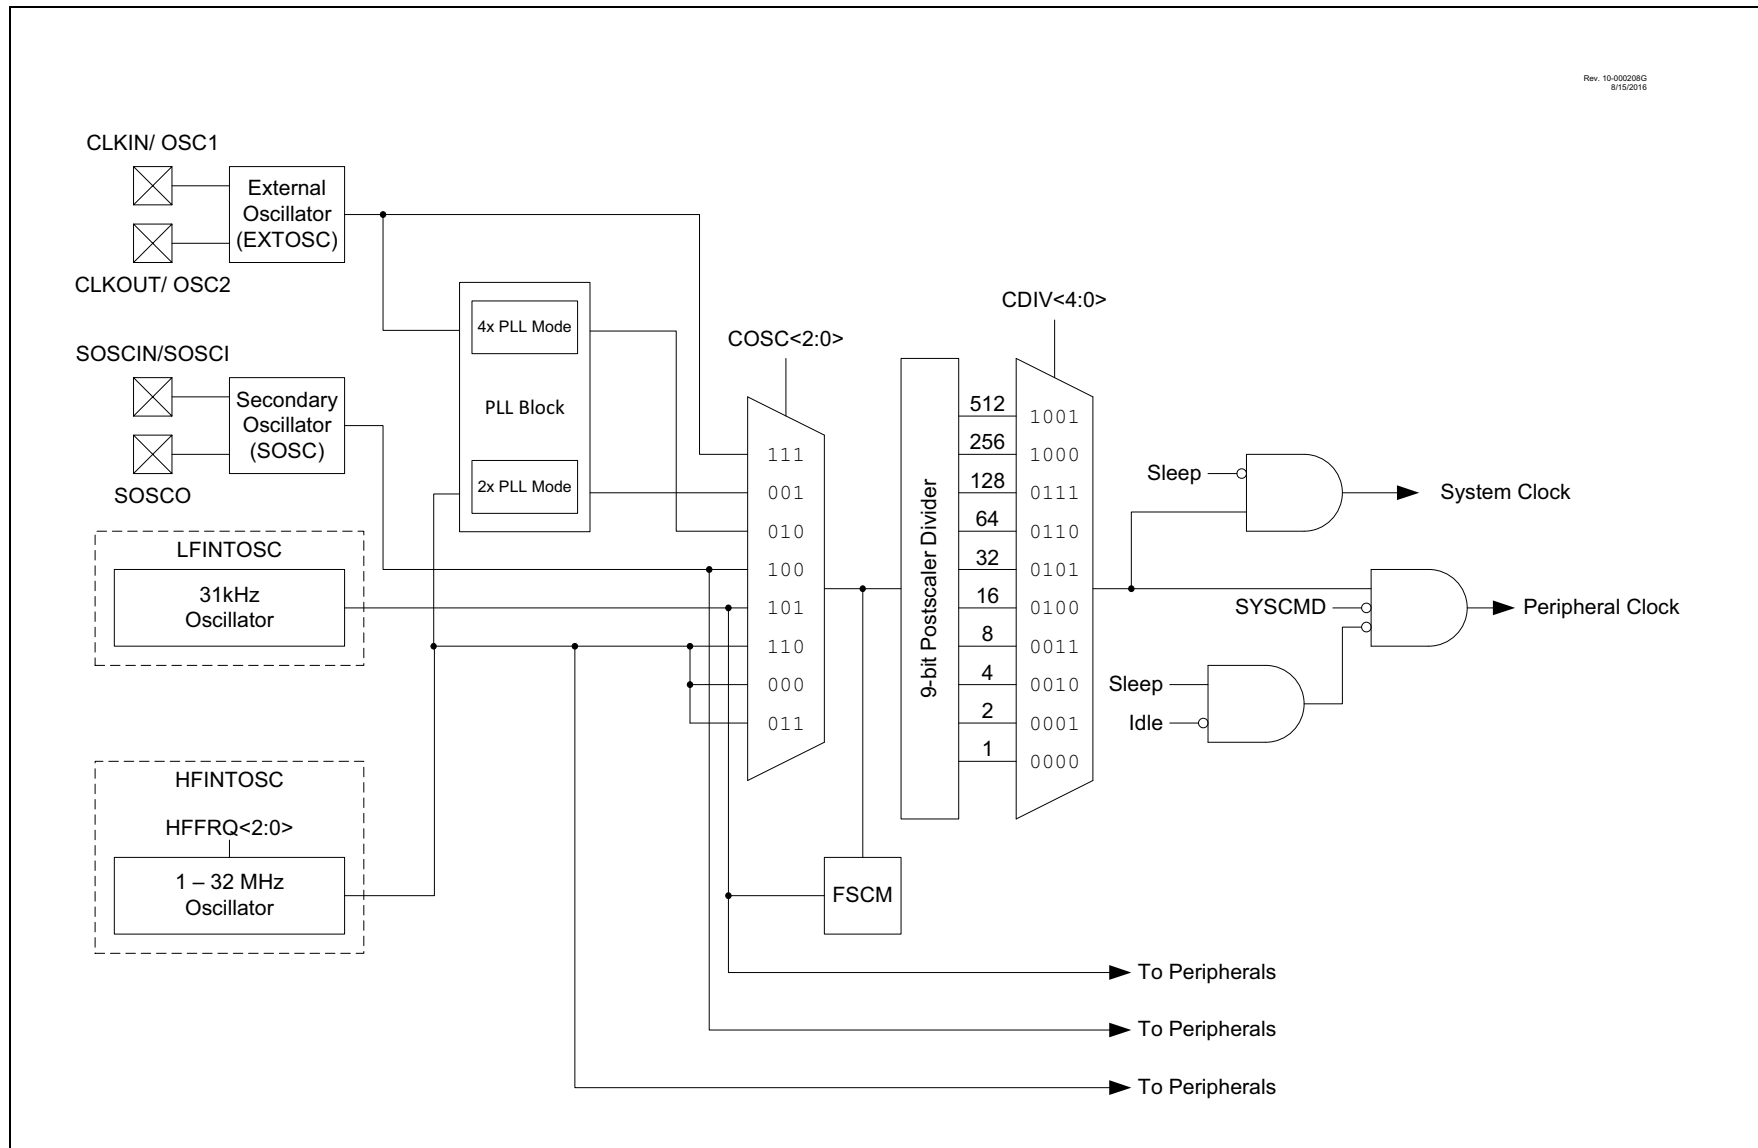 Rev. 10-000208G
8/15/2016
CLKIN/ OSC1
External
Oscillator
(EXTOSC)
CLKOUT/ OSC2
SOSCIN/SOSCI
Secondary
Oscillator
(SOSC)
SOSCO
LFINTOSC
31kHz
Oscillator
HFINTOSC
HFFRQ<2:0>
1 – 32 MHz
Oscillator
4x PLL Mode
PLL Block
2x PLL Mode
COSC<2:0>
111
001
010
100
101
110
000
011
FSCM
9-bit Postscaler Divider
CDIV<4:0>
512 1001
256 1000
128 0111
64 0110
32 0101
16 0100
8 0011
4 0010
2 0001
1 0000
Sleep
System Clock
SYSCMD
Peripheral Clock
Sleep
Idle
To Peripherals
To Peripherals
To Peripherals